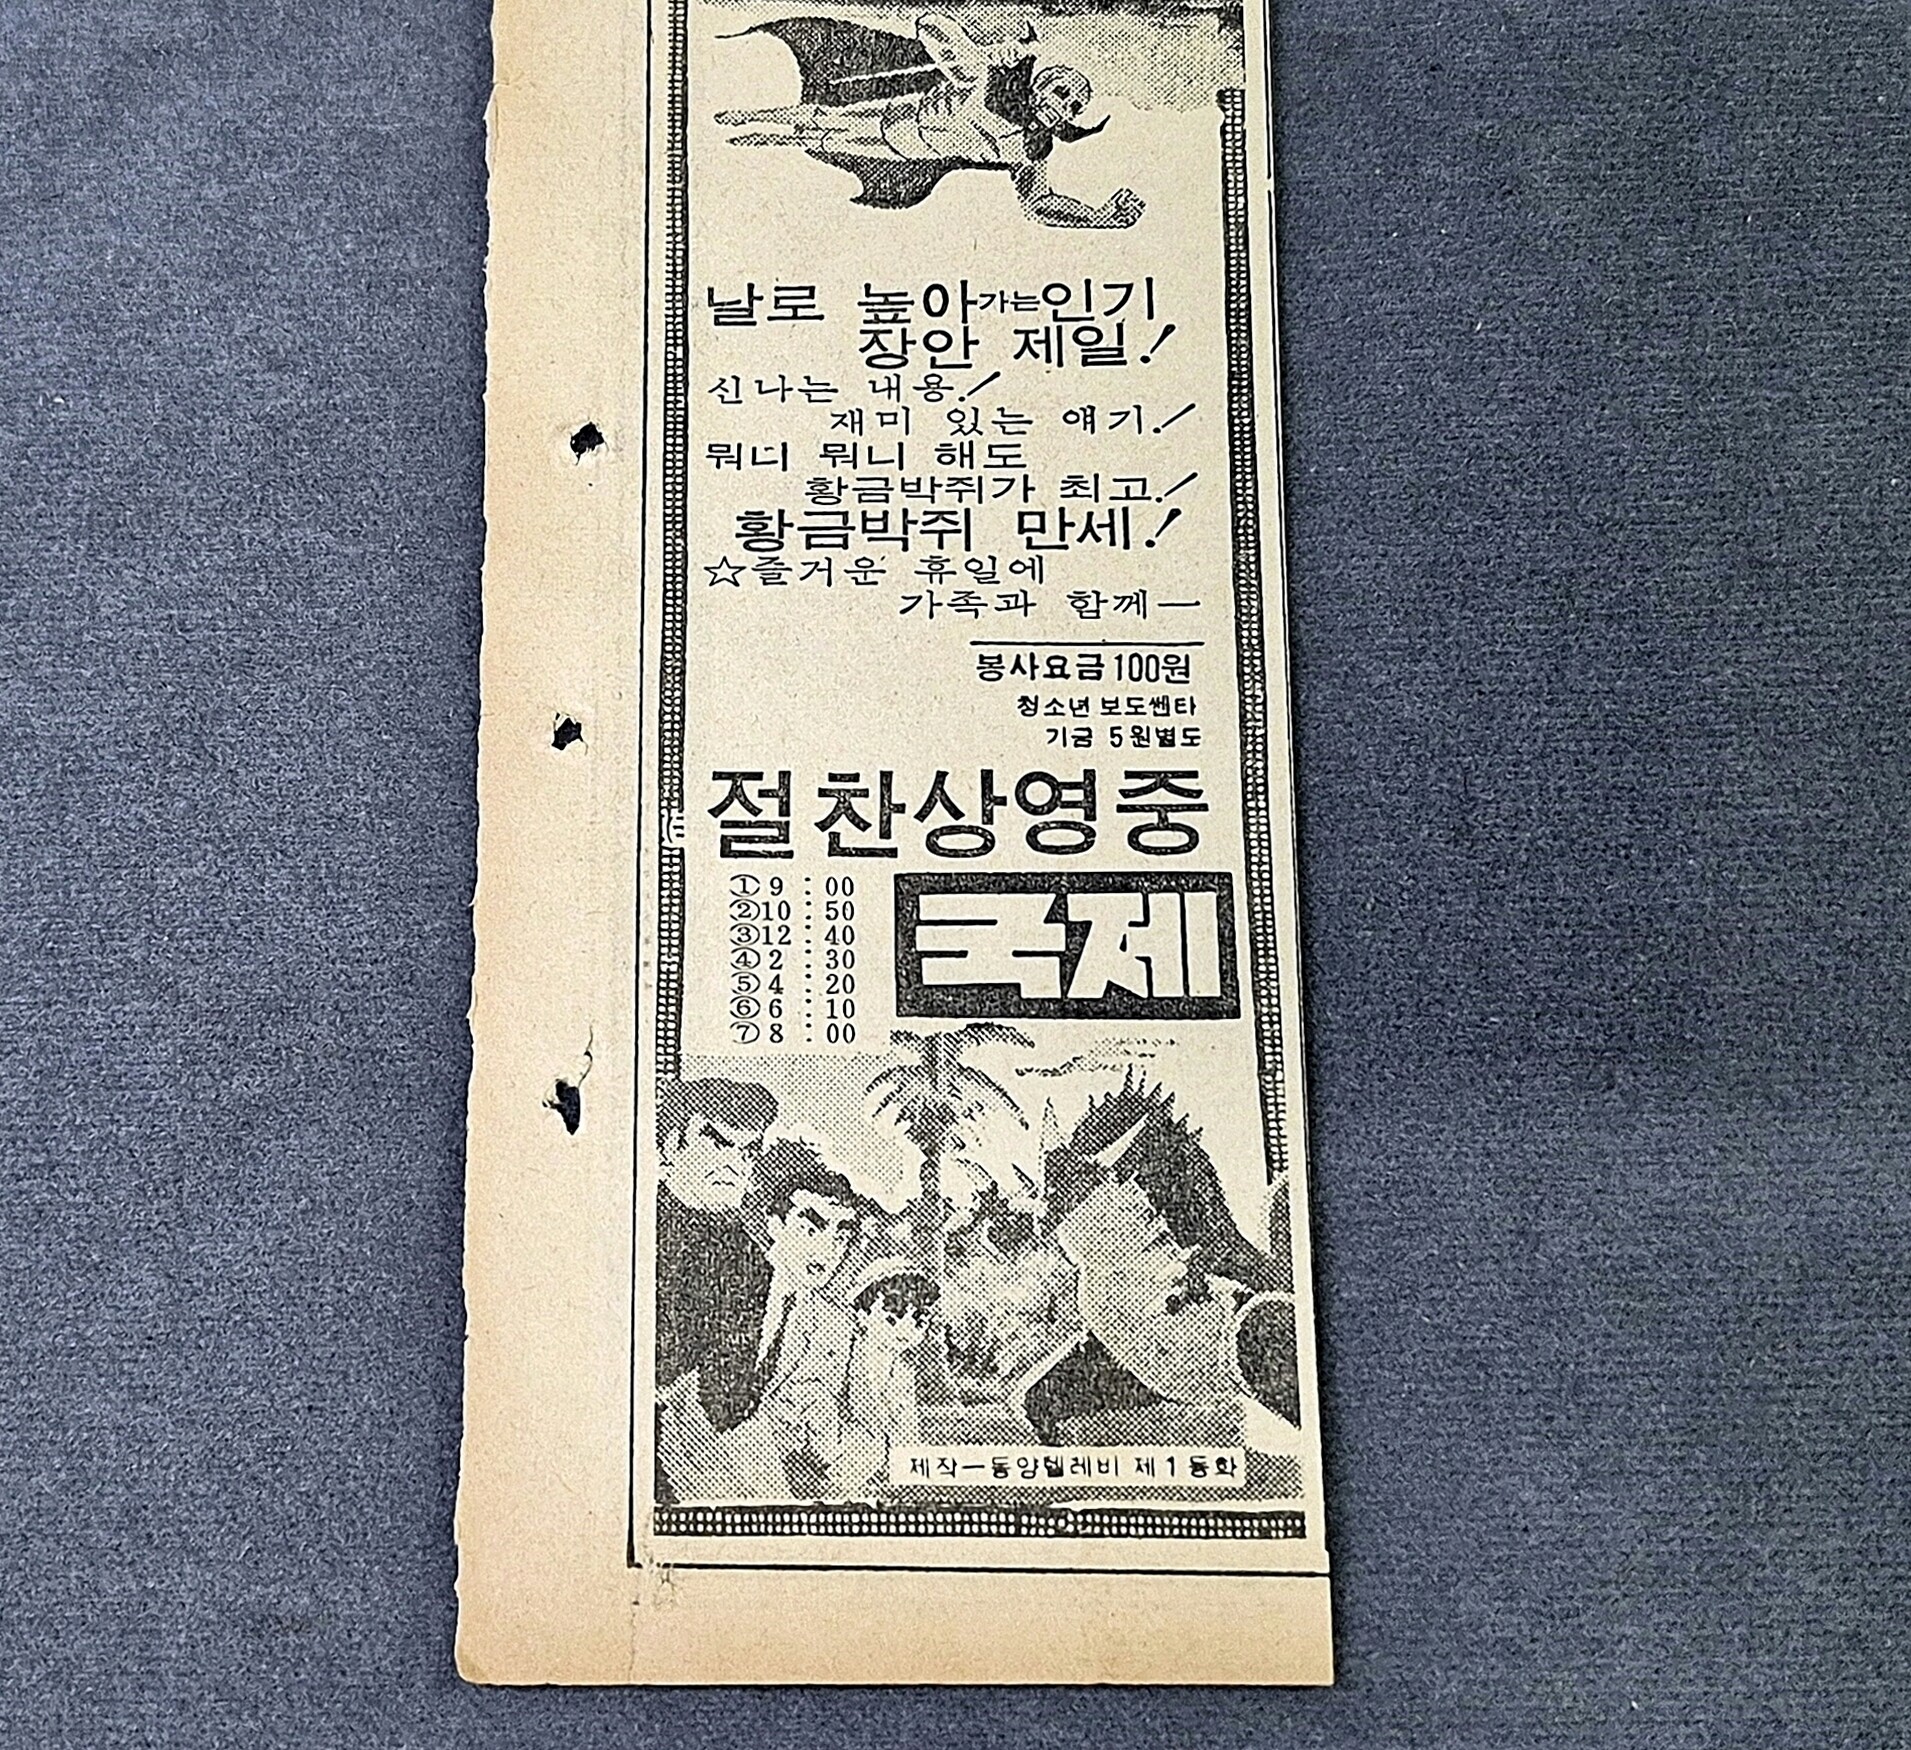 날로 높아가는인기
장안 제일!
신나는 내용!
재미 있는 얘기!
뭐니 뭐니 해도
황금박쥐가 최고!
황금박쥐 만세!
☆즐거운 휴일에
가족과 함께—
봉사요금100원
청소년 보도쎈타
기금 5원별도
절찬상영중
①9:00
②10:50
③12:40
④2:30
⑤4:20
⑥6:10
⑦8:00
국제
제작—동양텔레비 제1동화